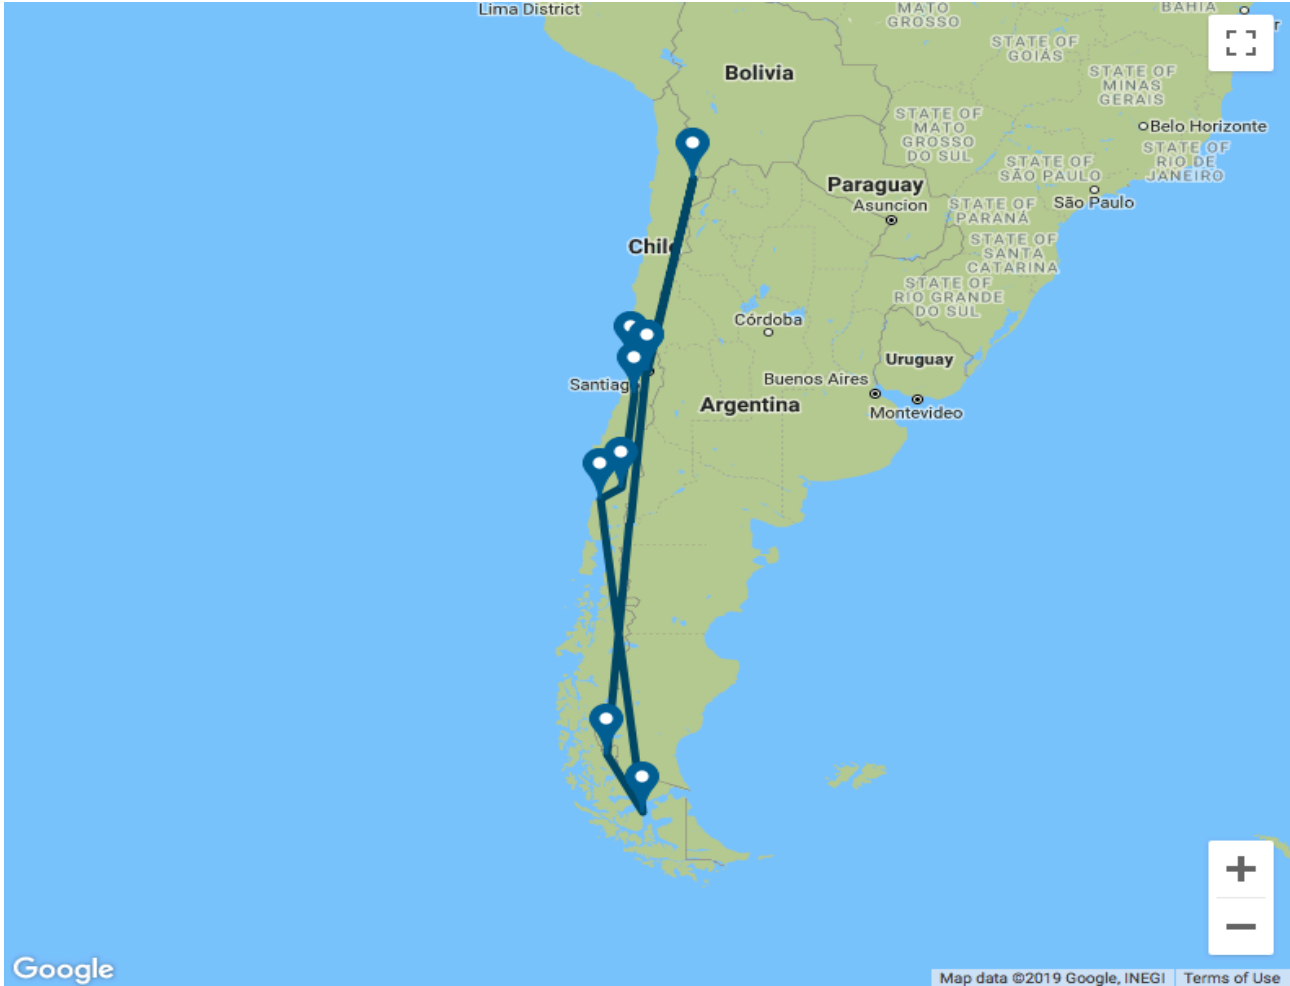 Lima District
MATO
GROSSO
BAHIA
r
STATE OF
GOIÁS
Bolivia
STATE OF
MINAS
GERAIS
STATE OF
MATO
GROSSO
DO SUL
Belo Horizonte
STATE OF
RIO DE
JANEIRO
STATE OF
SÃO PAULO
Paraguay
Asuncion
São Paulo
STATE OF
PARANÁ
Chile
STATE OF
SANTA
CATARINA
STATE OF
RIO GRANDE
DO SUL
Córdoba
Uruguay
Santiag
Buenos Aires
Argentina
Montevideo
Google
Map data ©2019 Google, INEGI
Terms of Use